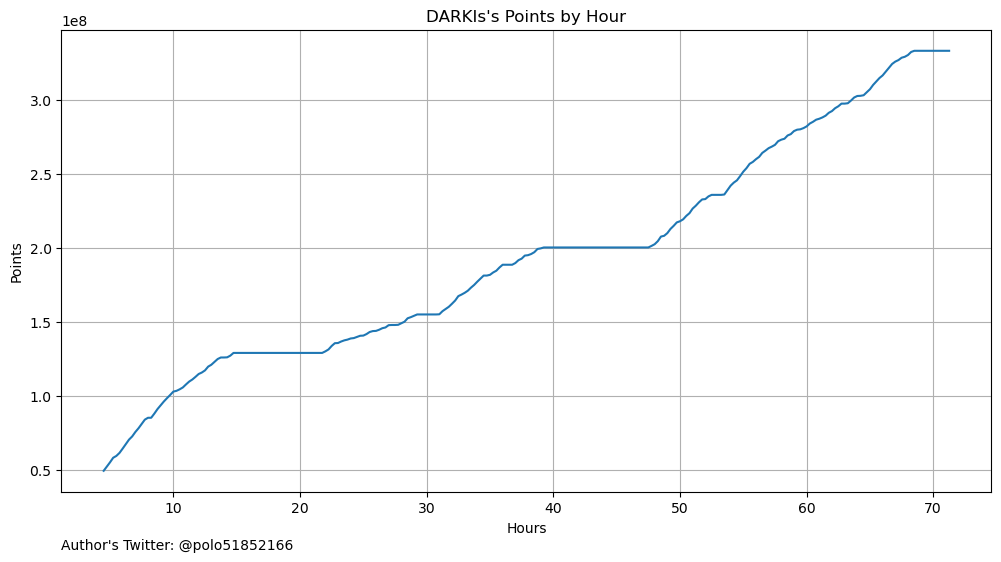 DARKIs's Points by Hour
1e8
3.0
2.5
2.0
1.5
1.0
0.5
Points
10 20 30 40 50 60 70
Hours
Author's Twitter: @polo51852166